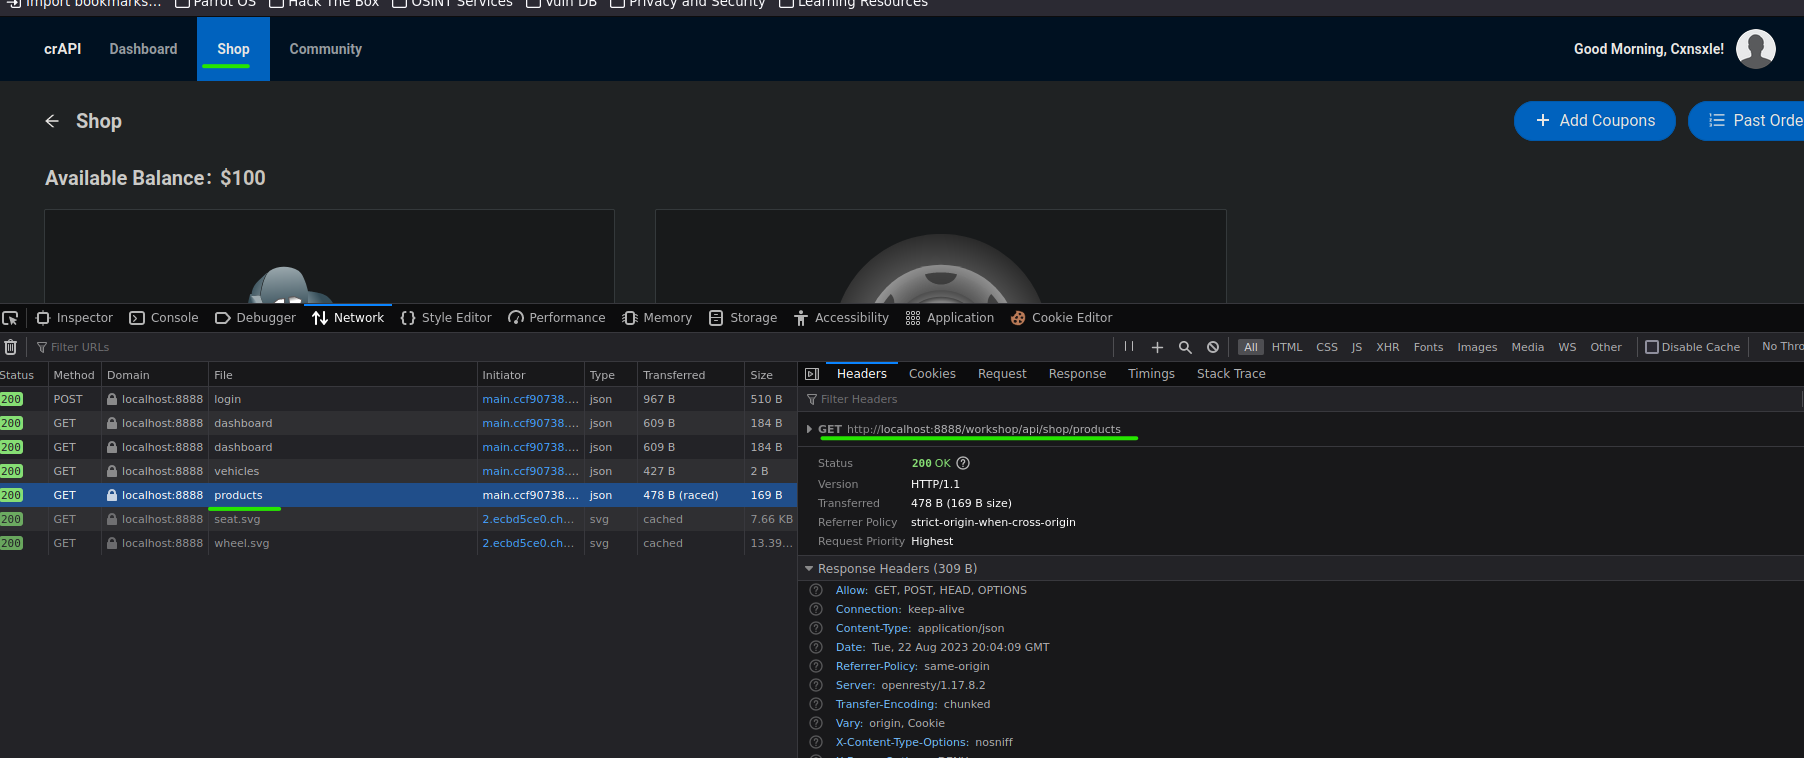 Import bookmarks... Parrot OS Hack The Box OSINT Services Vuln DB Privacy and Security Learning Resources
crAPI Dashboard Shop Community Good Morning, Cxnsxle!
← Shop + Add Coupons Past Orde
Available Balance: $100
Inspector Console Debugger Network {} Style Editor Performance Memory Storage Accessibility Application Cookie Editor
Filter URLs All HTML CSS JS XHR Fonts Images Media WS Other Disable Cache No Thro
Status Method Domain File Initiator Type Transferred Size
200 POST localhost:8888 login main.ccf90738.... json 967 B 510 B
200 GET localhost:8888 dashboard main.ccf90738.... json 609 B 184 B
200 GET localhost:8888 dashboard main.ccf90738.... json 609 B 184 B
200 GET localhost:8888 vehicles main.ccf90738.... json 427 B 2 B
200 GET localhost:8888 products main.ccf90738.... json 478 B (raced) 169 B
200 GET localhost:8888 seat.svg 2.ecbd5ce0.ch... svg cached 7.66 KB
200 GET localhost:8888 wheel.svg 2.ecbd5ce0.ch... svg cached 13.39...
Headers Cookies Request Response Timings Stack Trace
Filter Headers
GET http://localhost:8888/workshop/api/shop/products
Status 200 OK
Version HTTP/1.1
Transferred 478 B (169 B size)
Referrer Policy strict-origin-when-cross-origin
Request Priority Highest
Response Headers (309 B)
Allow: GET, POST, HEAD, OPTIONS
Connection: keep-alive
Content-Type: application/json
Date: Tue, 22 Aug 2023 20:04:09 GMT
Referrer-Policy: same-origin
Server: openresty/1.17.8.2
Transfer-Encoding: chunked
Vary: origin, Cookie
X-Content-Type-Options: nosniff